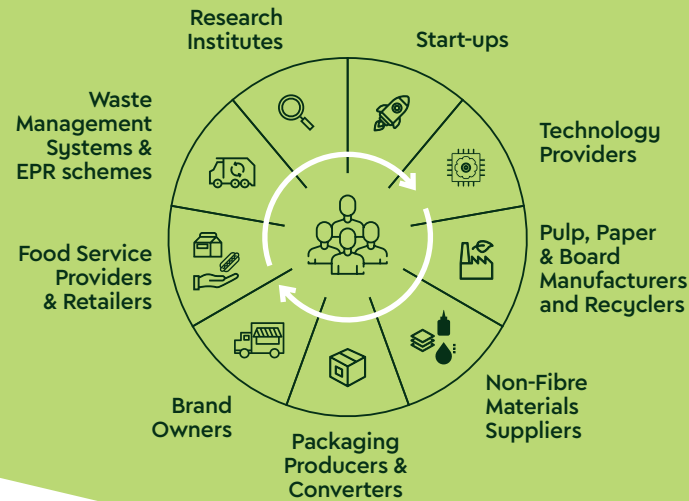 Research
Institutes
Start-ups
Technology
Providers
Pulp, Paper
& Board
Manufacturers
and Recyclers
Non-Fibre
Materials
Suppliers
Packaging
Producers &
Converters
Brand
Owners
Food Service
Providers
& Retailers
Waste
Management
Systems &
EPR schemes